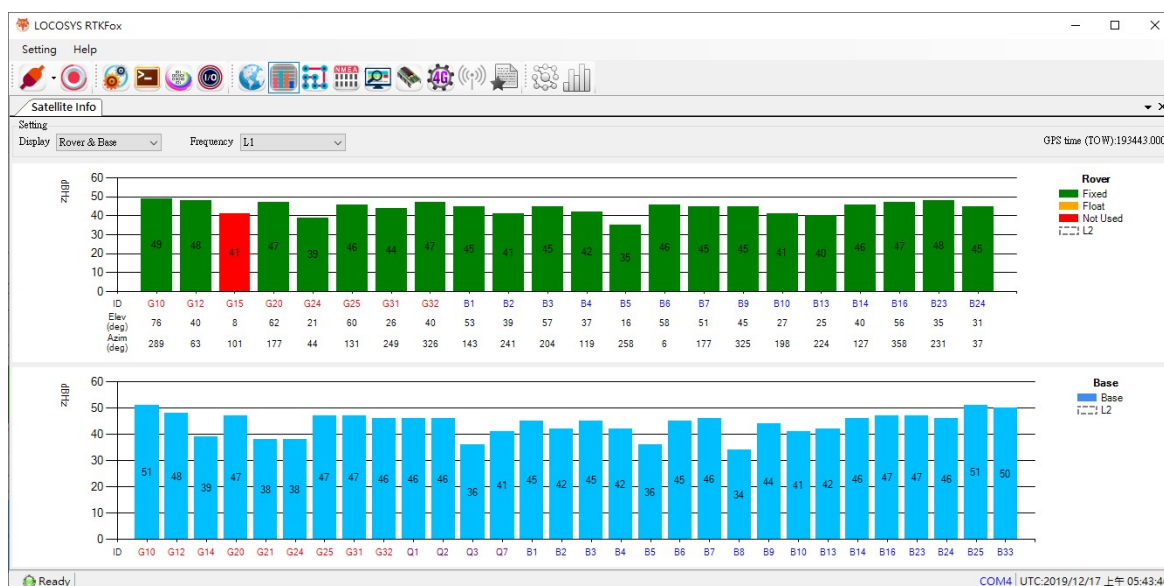 LOCOSYS RTKFox
Setting Help
NMEA
4G
Satellite Info
Setting
Display Rover & Base Frequency L1 GPS time (TOW):193443.000
dBHz
60
50
40
30
20
10
0
49 48 41 47 39 46 44 47 45 41 45 42 35 46 45 45 41 40 46 47 48 45
Rover
Fixed
Float
Not Used
L2
ID G10 G12 G15 G20 G24 G25 G31 G32 B1 B2 B3 B4 B5 B6 B7 B9 B10 B13 B14 B16 B23 B24
Elev (deg) 76 40 8 62 21 60 26 40 53 39 57 37 16 58 51 45 27 25 40 56 35 31
Azim (deg) 289 63 101 177 44 131 249 326 143 241 204 119 258 6 177 325 198 224 127 358 231 37
dBHz
60
50
40
30
20
10
0
51 48 39 47 38 38 47 47 46 46 46 36 41 45 42 45 42 36 45 46 34 44 41 42 46 47 47 46 51 50
Base
Base
L2
ID G10 G12 G14 G20 G21 G24 G25 G31 G32 Q1 Q2 Q3 Q7 B1 B2 B3 B4 B5 B6 B7 B8 B9 B10 B13 B14 B16 B23 B24 B25 B33
Ready COM4 UTC:2019/12/17 上午 05:43:4